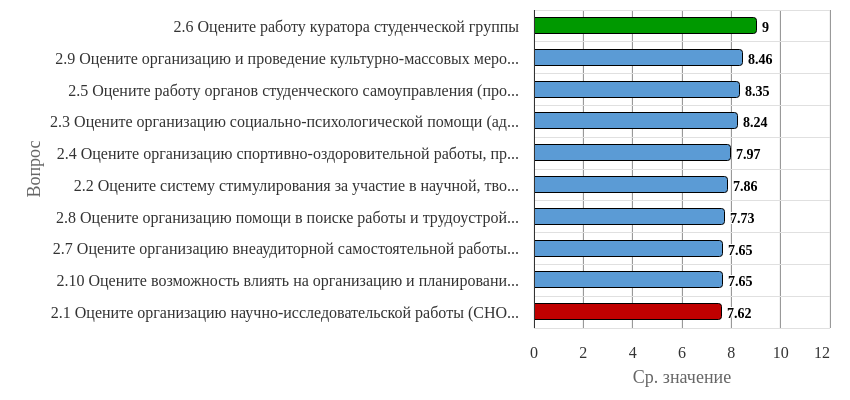 2.6 Оцените работу куратора студенческой группы 9
2.9 Оцените организацию и проведение культурно-массовых меро... 8.46
2.5 Оцените работу органов студенческого самоуправления (про... 8.35
2.3 Оцените организацию социально-психологической помощи (ад... 8.24
2.4 Оцените организацию спортивно-оздоровительной работы, пр... 7.97
2.2 Оцените систему стимулирования за участие в научной, тво... 7.86
2.8 Оцените организацию помощи в поиске работы и трудоустрой... 7.73
2.7 Оцените организацию внеаудиторной самостоятельной работы... 7.65
2.10 Оцените возможность влиять на организацию и планировани... 7.65
2.1 Оцените организацию научно-исследовательской работы (СНО... 7.62
Вопрос
0 2 4 6 8 10 12
Ср. значение